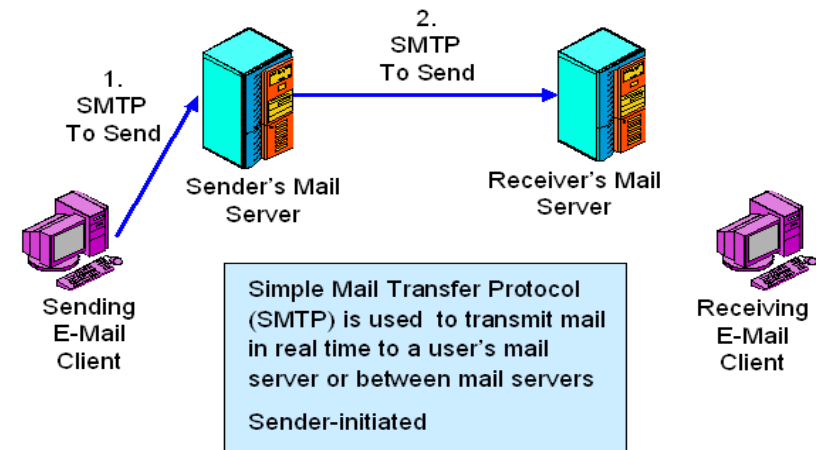 1.
SMTP
To Send
2.
SMTP
To Send
Sender's Mail
Server
Receiver's Mail
Server
Sending
E-Mail
Client
Simple Mail Transfer Protocol
(SMTP) is used to transmit mail
in real time to a user's mail
server or between mail servers
Sender-initiated
Receiving
E-Mail
Client